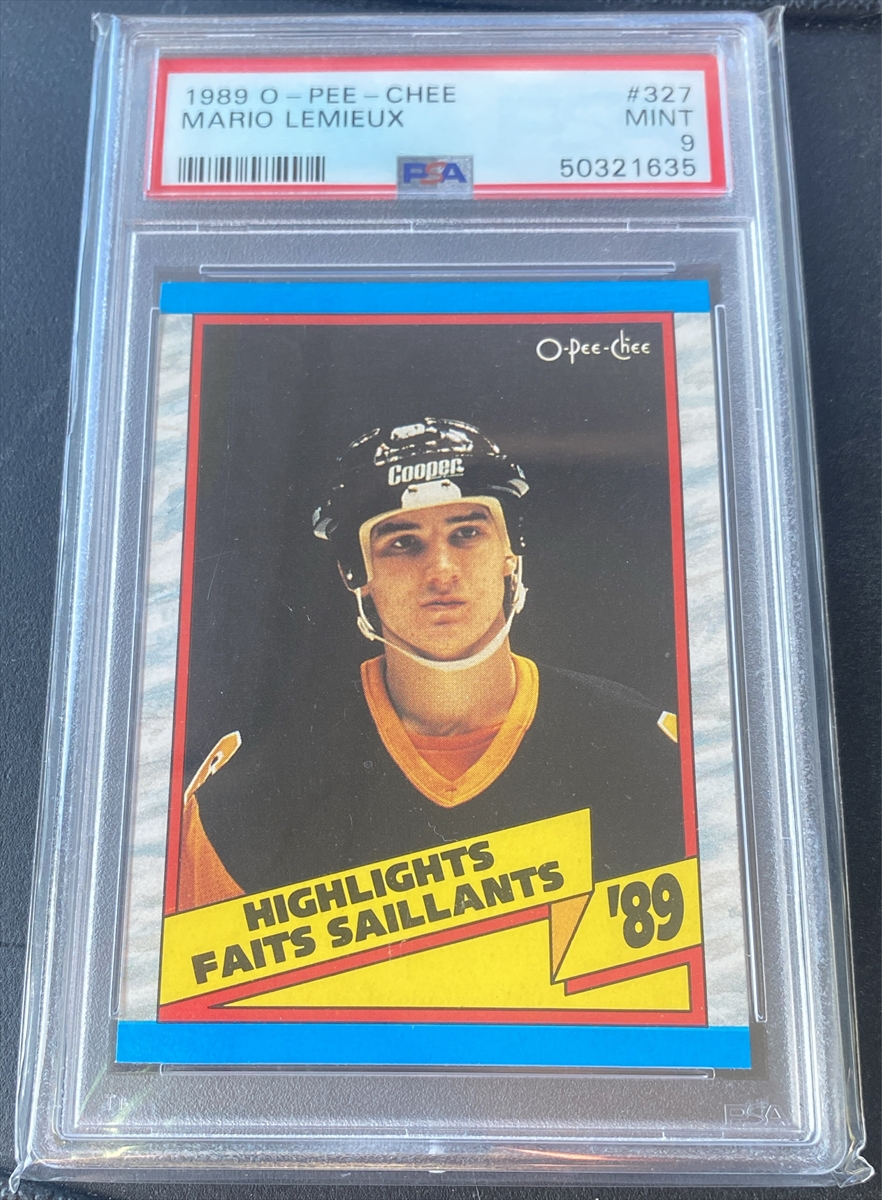 1989 O-PEE-CHEE #327
MARIO LEMIEUX MINT
9
PSA 50321635
O-Pee-Chee
Cooper
HIGHLIGHTS
FAITS SAILLANTS '89
PSA